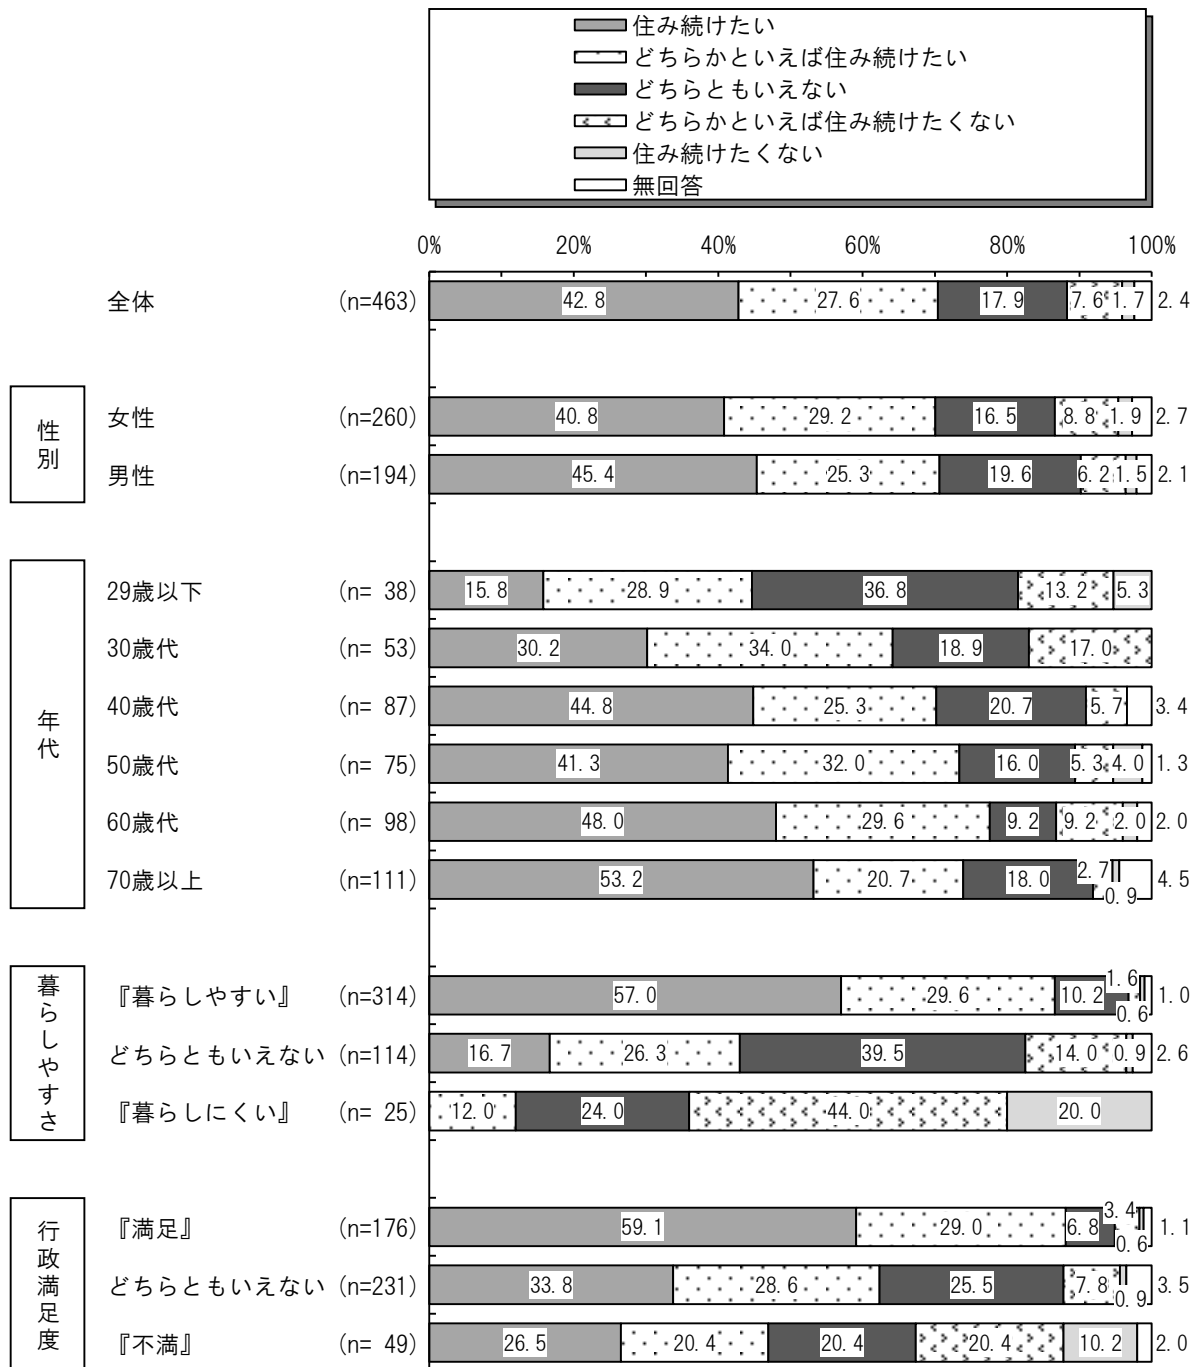 住み続けたい
どちらかといえば住み続けたい
どちらともいえない
どちらかといえば住み続けたくない
住み続けたくない
無回答
0% 20% 40% 60% 80% 100%
全体 (n=463) 42.8 27.6 17.9 7.6 1.7 2.4
性別
女性 (n=260) 40.8 29.2 16.5 8.8 1.9 2.7
男性 (n=194) 45.4 25.3 19.6 6.2 1.5 2.1
年代
29歳以下 (n= 38) 15.8 28.9 36.8 13.2 5.3
30歳代 (n= 53) 30.2 34.0 18.9 17.0
40歳代 (n= 87) 44.8 25.3 20.7 5.7 3.4
50歳代 (n= 75) 41.3 32.0 16.0 5.3 4.0 1.3
60歳代 (n= 98) 48.0 29.6 9.2 9.2 2.0 2.0
70歳以上 (n=111) 53.2 20.7 18.0 2.7 0.9 4.5
暮らしやすさ
『暮らしやすい』 (n=314) 57.0 29.6 10.2 1.6 0.6 1.0
どちらともいえない (n=114) 16.7 26.3 39.5 14.0 0.9 2.6
『暮らしにくい』 (n= 25) 12.0 24.0 44.0 20.0
行政満足度
『満足』 (n=176) 59.1 29.0 6.8 3.4 0.6 1.1
どちらともいえない (n=231) 33.8 28.6 25.5 7.8 0.9 3.5
『不満』 (n= 49) 26.5 20.4 20.4 20.4 10.2 2.0